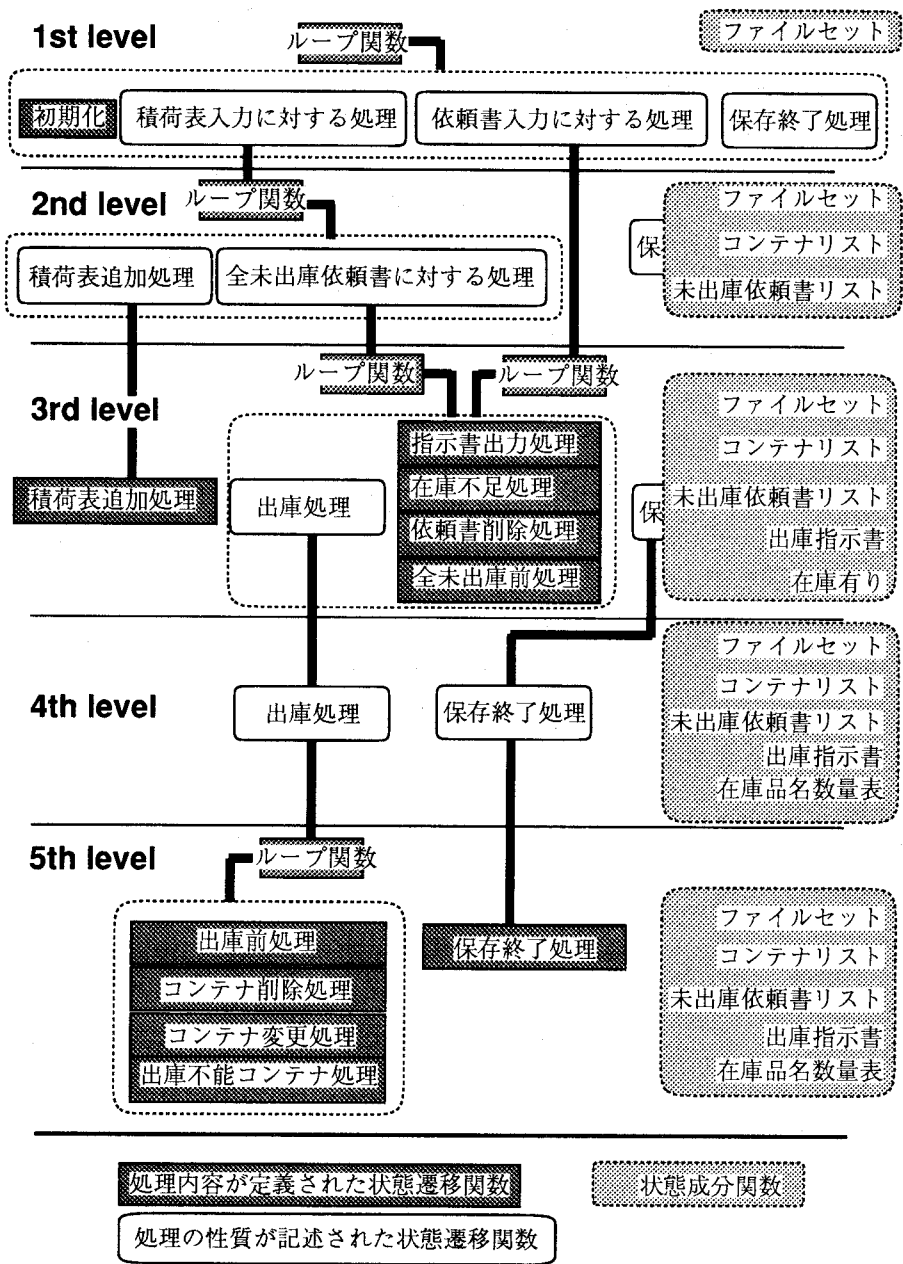 1st level
ループ関数
ファイルセット
初期化
積荷表入力に対する処理
依頼書入力に対する処理
保存終了処理
2nd level
ループ関数
積荷表追加処理
全未出庫依頼書に対する処理
保
ファイルセット
コンテナリスト
未出庫依頼書リスト
3rd level
ループ関数
ループ関数
積荷表追加処理
出庫処理
指示書出力処理
在庫不足処理
依頼書削除処理
全未出庫前処理
保
ファイルセット
コンテナリスト
未出庫依頼書リスト
出庫指示書
在庫有り
4th level
出庫処理
保存終了処理
ファイルセット
コンテナリスト
未出庫依頼書リスト
出庫指示書
在庫品名数量表
5th level
ループ関数
出庫前処理
コンテナ削除処理
コンテナ変更処理
出庫不能コンテナ処理
保存終了処理
ファイルセット
コンテナリスト
未出庫依頼書リスト
出庫指示書
在庫品名数量表
処理内容が定義された状態遷移関数
状態成分関数
処理の性質が記述された状態遷移関数